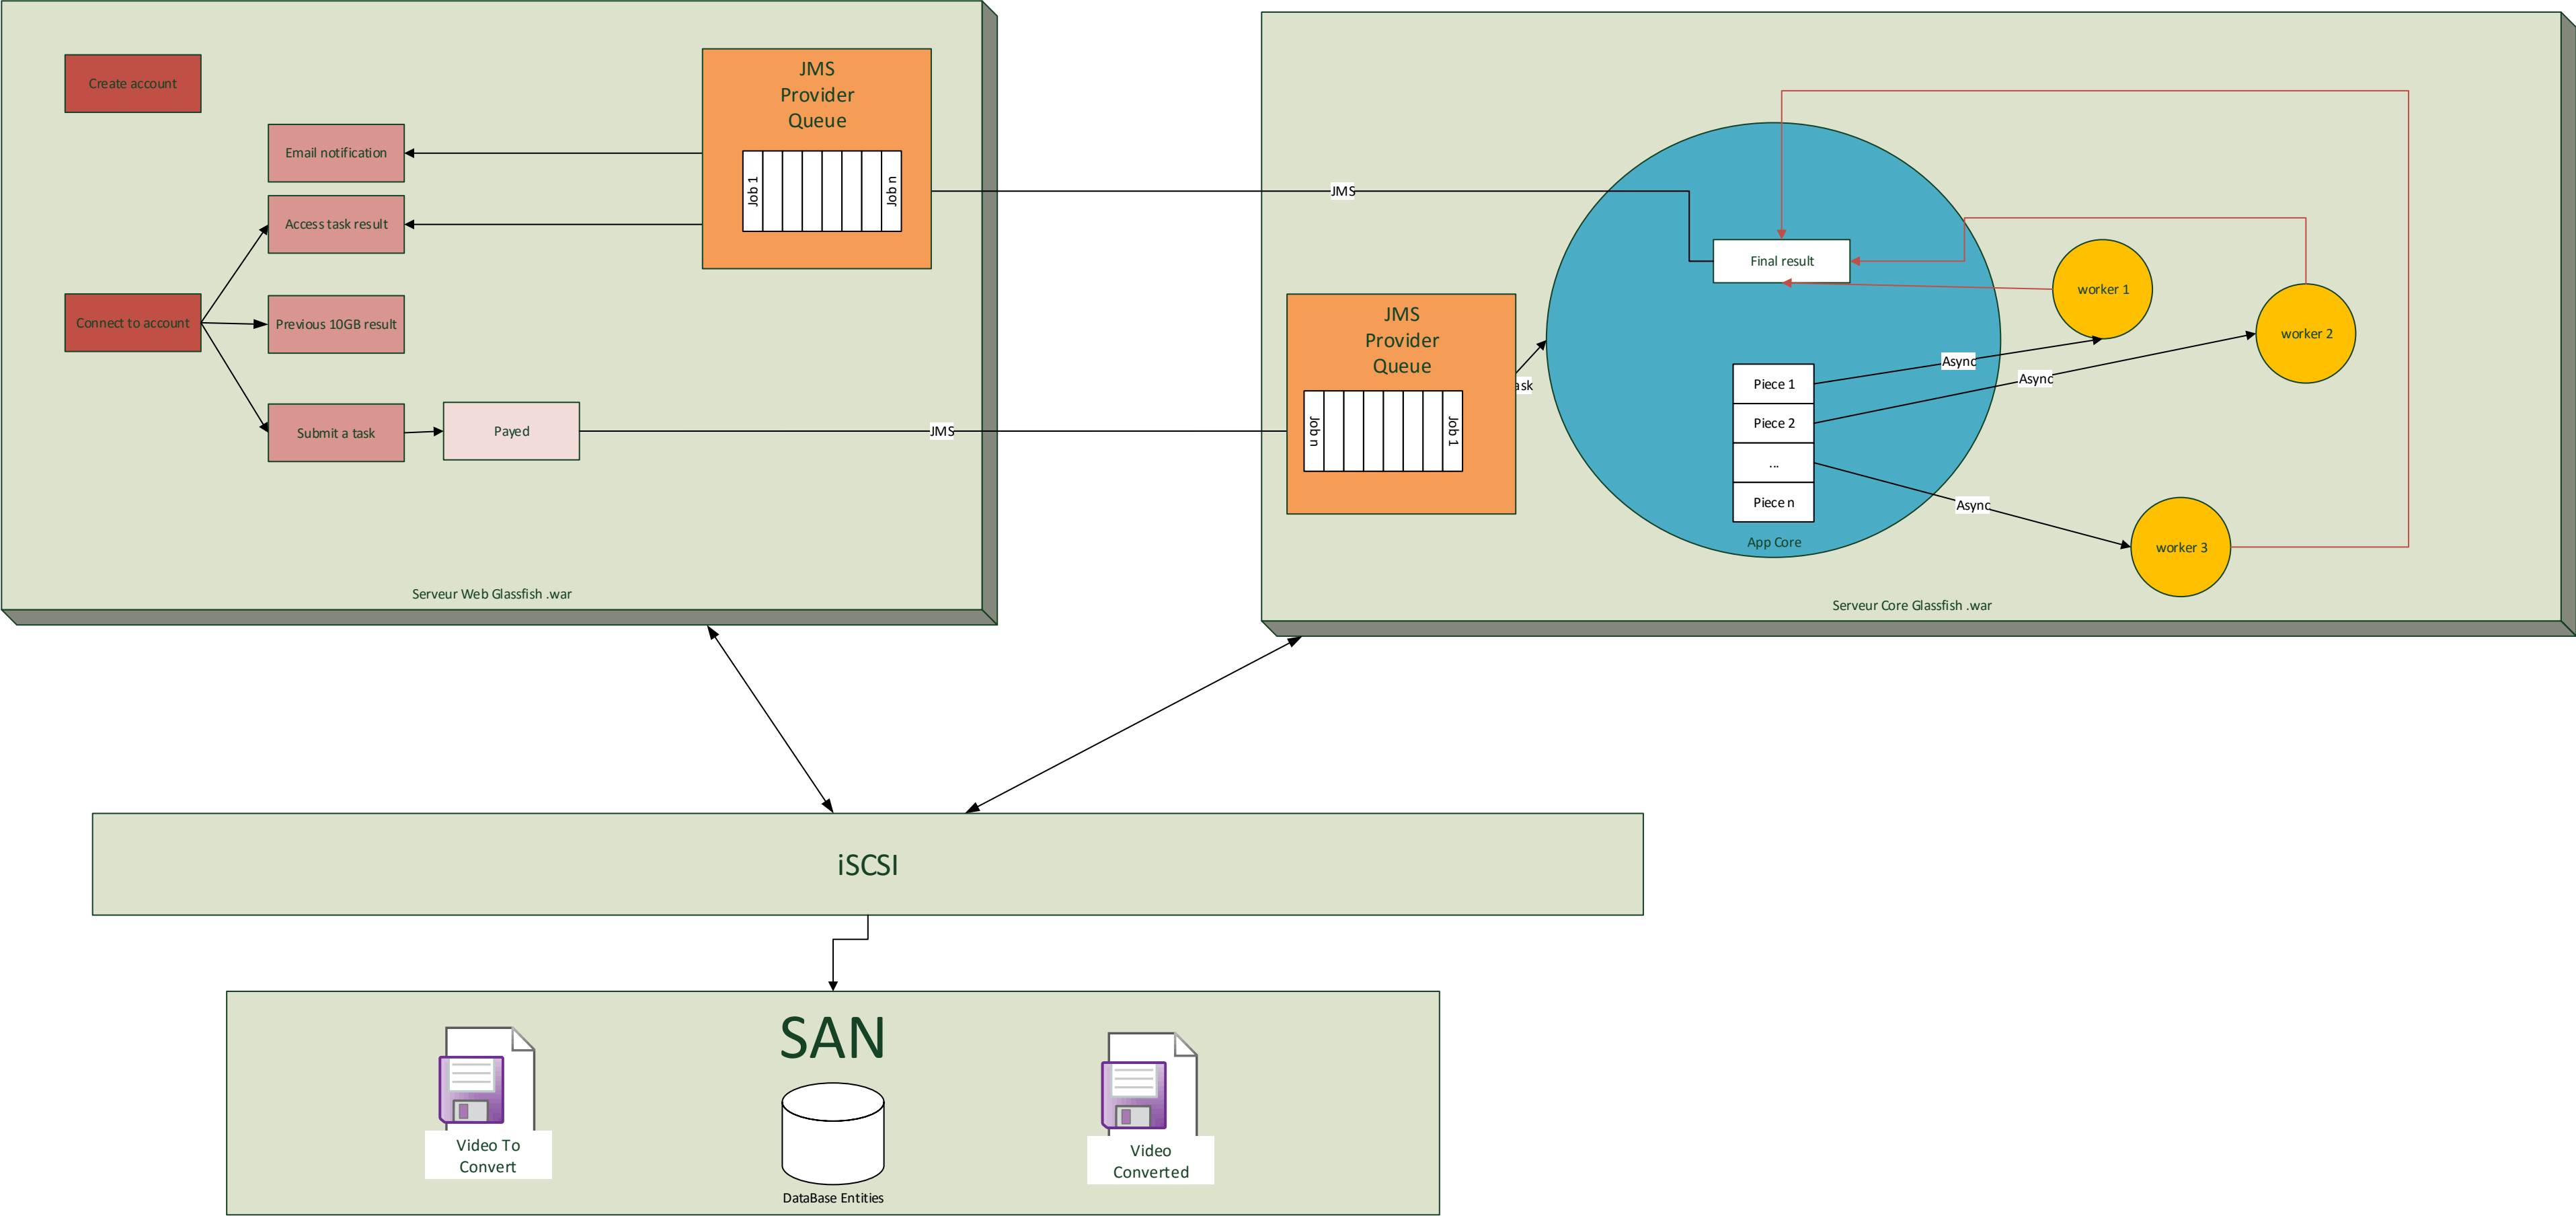 Create account
Email notification
Access task result
Connect to account
Previous 10GB result
Submit a task
Payed
JMS
Provider
Queue
Job 1
Job n
Serveur Web Glassfish .war
JMS
JMS
JMS
Provider
Queue
Job n
Job 1
Final result
Piece 1
Piece 2
...
Piece n
App Core
Async
Async
Async
worker 1
worker 2
worker 3
Serveur Core Glassfish .war
iSCSI
SAN
Video To
Convert
DataBase Entities
Video
Converted